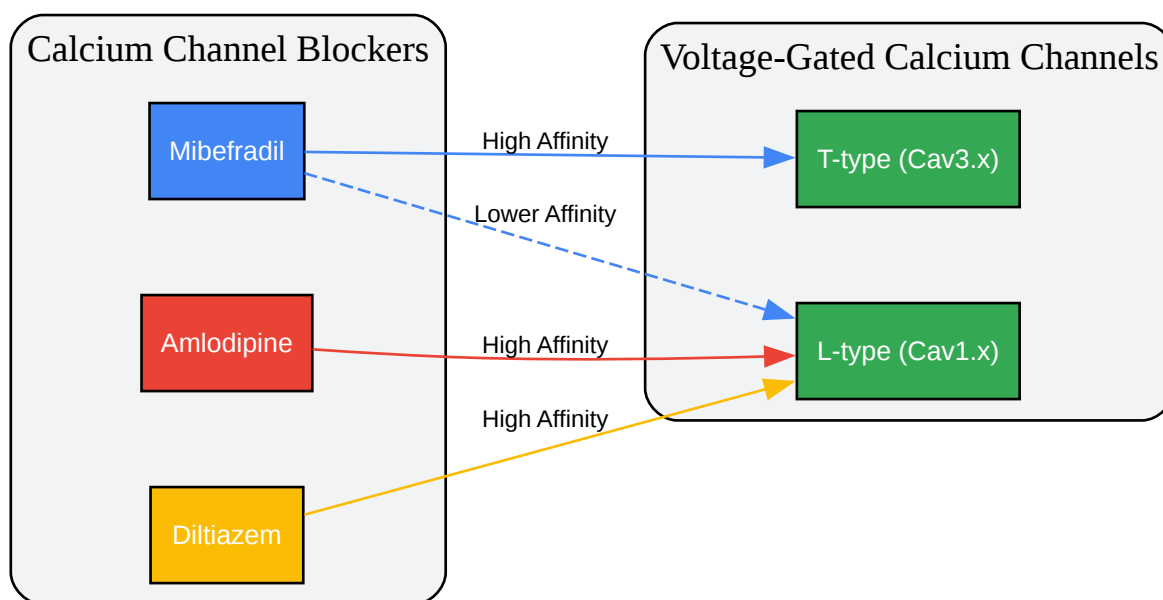 Calcium Channel Blockers
Voltage-Gated Calcium Channels
Mibefradil
High Affinity
T-type (Cav3.x)
Lower Affinity
Amlodipine
High Affinity
L-type (Cav1.x)
High Affinity
Diltiazem